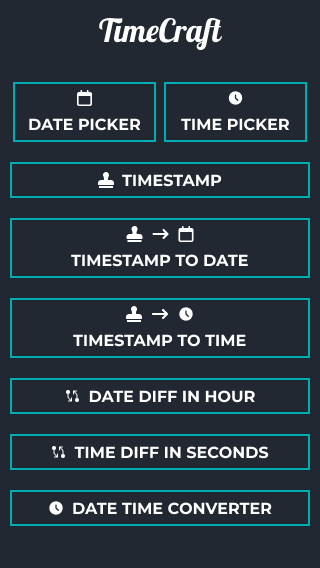 TimeCraft
DATE PICKER
TIME PICKER
TIMESTAMP
TIMESTAMP TO DATE
TIMESTAMP TO TIME
DATE DIFF IN HOUR
TIME DIFF IN SECONDS
DATE TIME CONVERTER